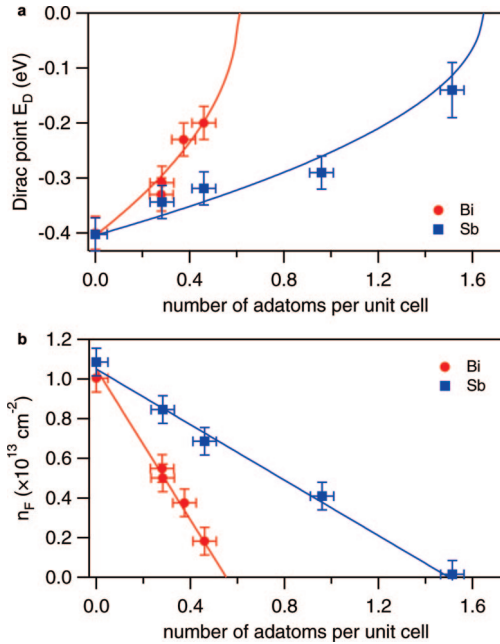 a
0.0
-0.1
-0.2
-0.3
-0.4
Dirac point E_D (eV)
Bi
Sb
0.0 0.4 0.8 1.2 1.6
number of adatoms per unit cell
b
1.2
1.0
0.8
0.6
0.4
0.2
0.0
n_F (×10^13 cm^-2)
Bi
Sb
0.0 0.4 0.8 1.2 1.6
number of adatoms per unit cell